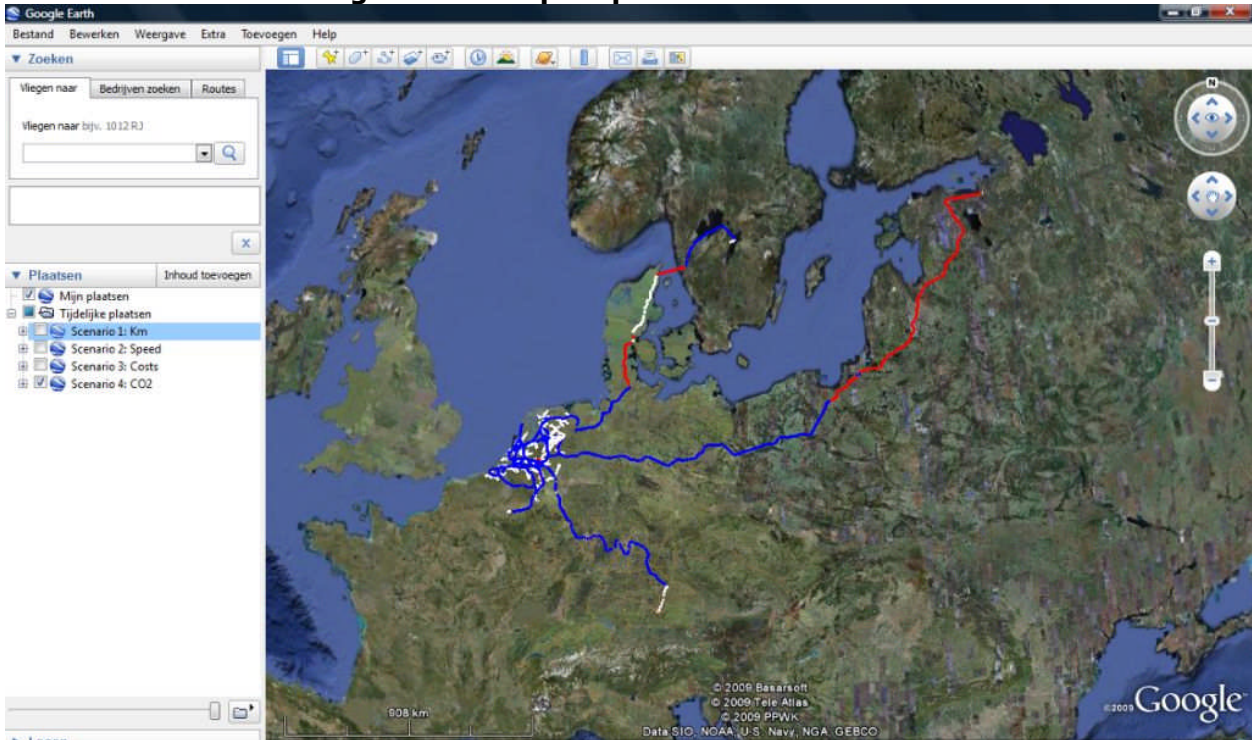 Google Earth
Bestand Bewerken Weergave Extra Toevoegen Help
Zoeken
Vliegen naar Bedrijven zoeken Routes
Vliegen naar bijv. 1012 RJ
Plaatsen Inhoud toevoegen
Mijn plaatsen
Tijdelijke plaatsen
Scenario 1: Km
Scenario 2: Speed
Scenario 3: Costs
Scenario 4: CO2
N
908 km
© 2009 Basarsoft
© 2009 Tele Atlas
© 2009 PPWK
Data SIO, NOAA, U.S. Navy, NGA, GEBCO
©2009 Google